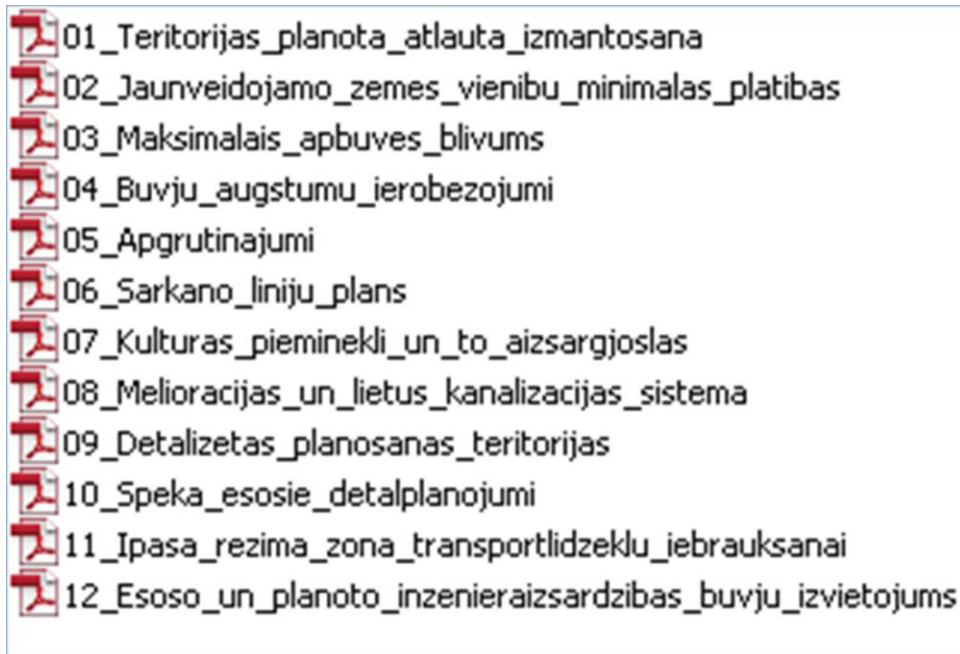 01_Teritorijas_planota_atlauta_izmantosana
02_Jaunveidojamo_zemes_vienibu_minimalas_platibas
03_Maksimalais_apbuves_blivums
04_Buvju_augstumu_ierobezojumi
05_Apgrutinajumi
06_Sarkano_liniju_plans
07_Kulturas_pieminekli_un_to_aizsargjoslas
08_Melioracijas_un_lietus_kanalizacijas_sistema
09_Detalizetas_planosanas_teritorijas
10_Speka_esosie_detalplanojumi
11_Ipasa_rezima_zona_transportlidzeklu_iebrauksanai
12_Esoso_un_planoto_inzenieraizsardzibas_buvju_izvietojums